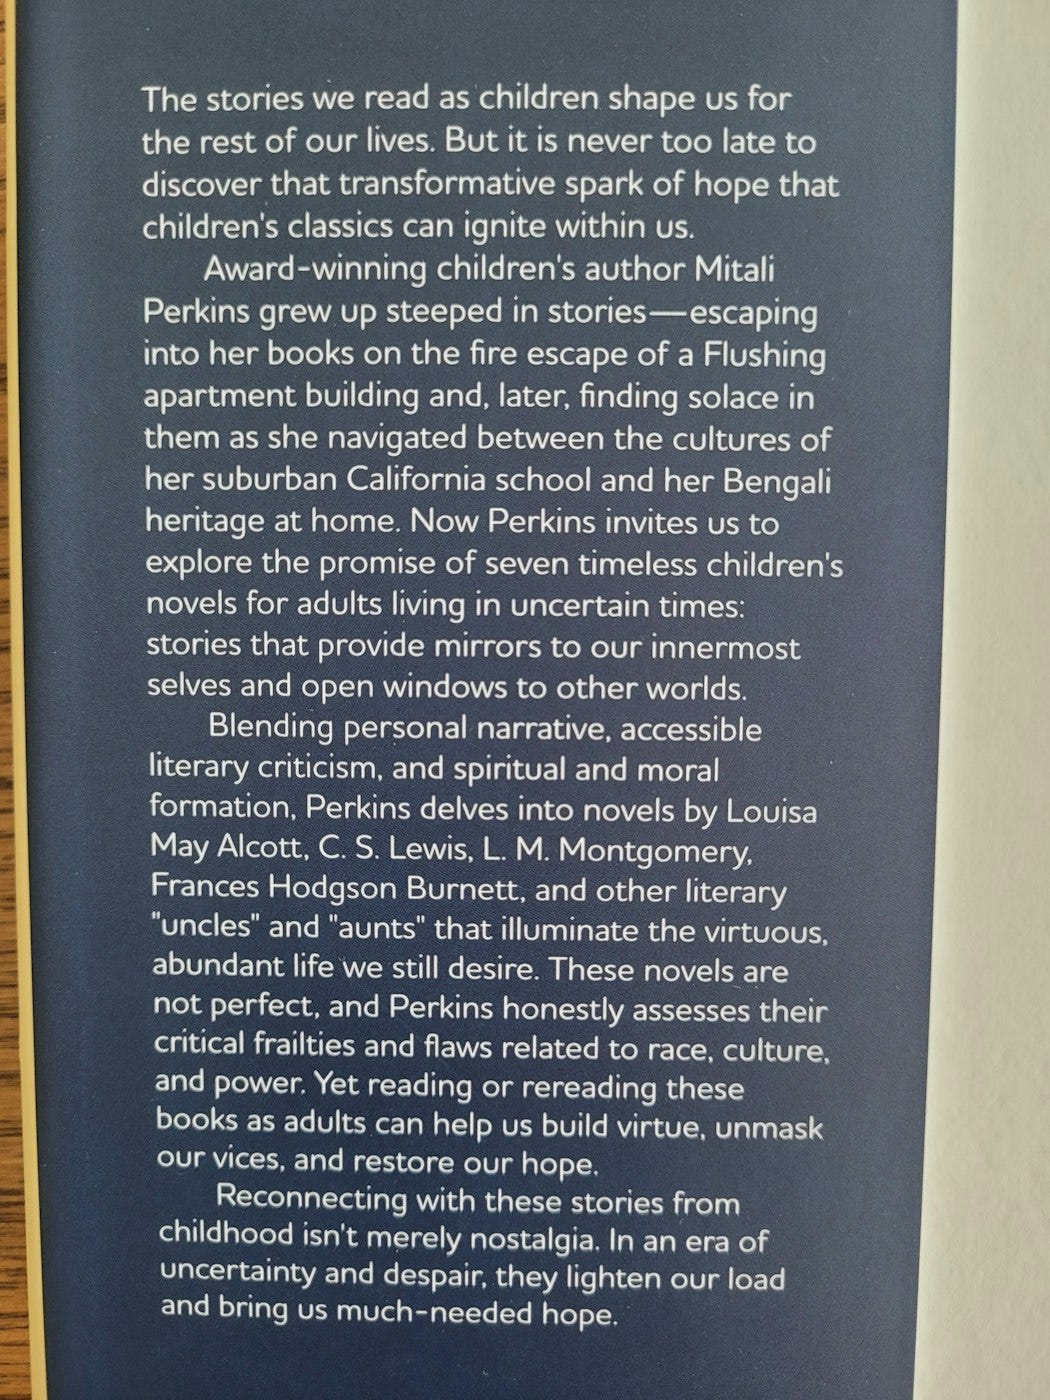 The stories we read as children shape us for
the rest of our lives. But it is never too late to
discover that transformative spark of hope that
children's classics can ignite within us.
Award-winning children's author Mitali
Perkins grew up steeped in stories—escaping
into her books on the fire escape of a Flushing
apartment building and, later, finding solace in
them as she navigated between the cultures of
her suburban California school and her Bengali
heritage at home. Now Perkins invites us to
explore the promise of seven timeless children's
novels for adults living in uncertain times:
stories that provide mirrors to our innermost
selves and open windows to other worlds.
Blending personal narrative, accessible
literary criticism, and spiritual and moral
formation, Perkins delves into novels by Louisa
May Alcott, C. S. Lewis, L. M. Montgomery,
Frances Hodgson Burnett, and other literary
"uncles" and "aunts" that illuminate the virtuous,
abundant life we still desire. These novels are
not perfect, and Perkins honestly assesses their
critical frailties and flaws related to race, culture,
and power. Yet reading or rereading these
books as adults can help us build virtue, unmask
our vices, and restore our hope.
Reconnecting with these stories from
childhood isn't merely nostalgia. In an era of
uncertainty and despair, they lighten our load
and bring us much-needed hope.